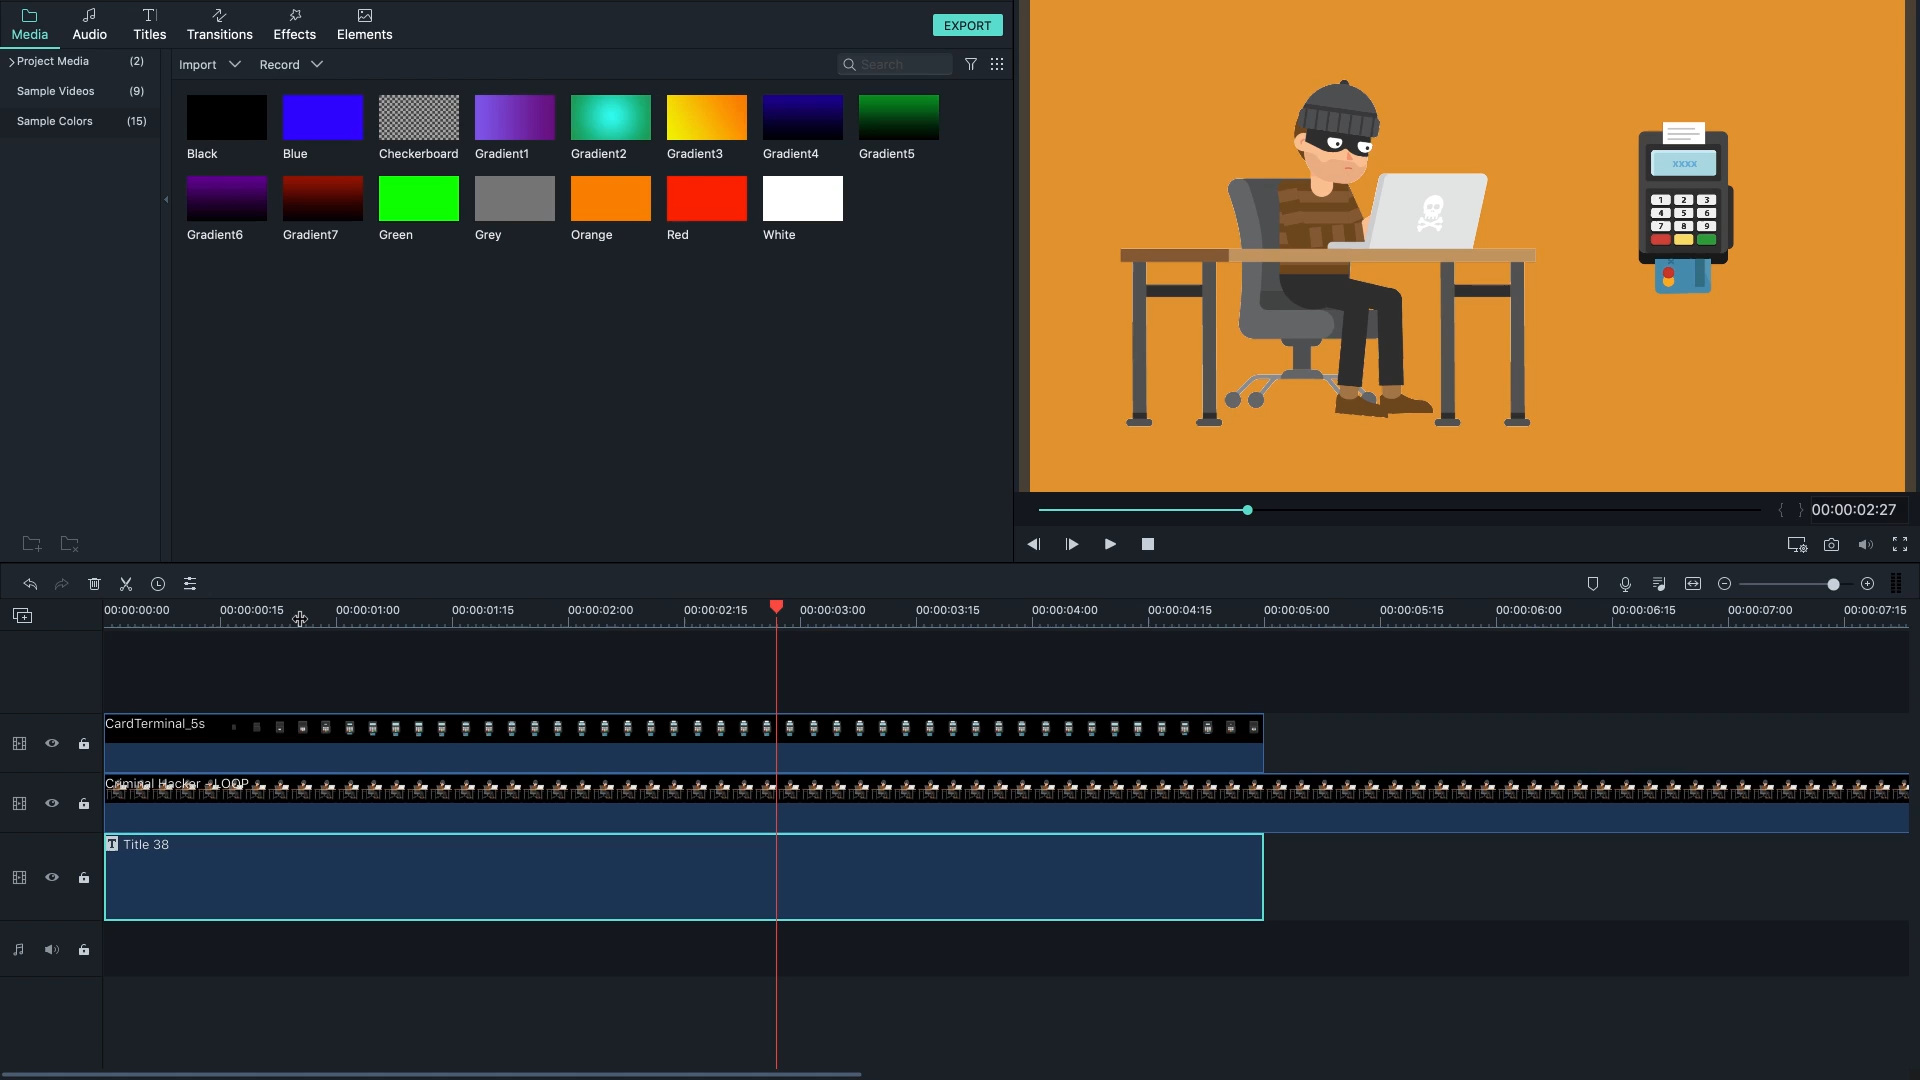 Media
Audio
Titles
Transitions
Effects
Elements
EXPORT
Project Media (2)
Sample Videos (9)
Sample Colors (15)
Import
Record
Search
Black
Blue
Checkerboard
Gradient1
Gradient2
Gradient3
Gradient4
Gradient5
Gradient6
Gradient7
Green
Grey
Orange
Red
White
XXXX
1 2 3
4 5 6
7 8 9
{ } 00:00:02:27
00:00:00:00 00:00:00:15 00:00:01:00 00:00:01:15 00:00:02:00 00:00:02:15 00:00:03:00 00:00:03:15 00:00:04:00 00:00:04:15 00:00:05:00 00:00:05:15 00:00:06:00 00:00:06:15 00:00:07:00 00:00:07:15
CardTerminal_5s
Criminal Hacker - LOOP
T Title 38